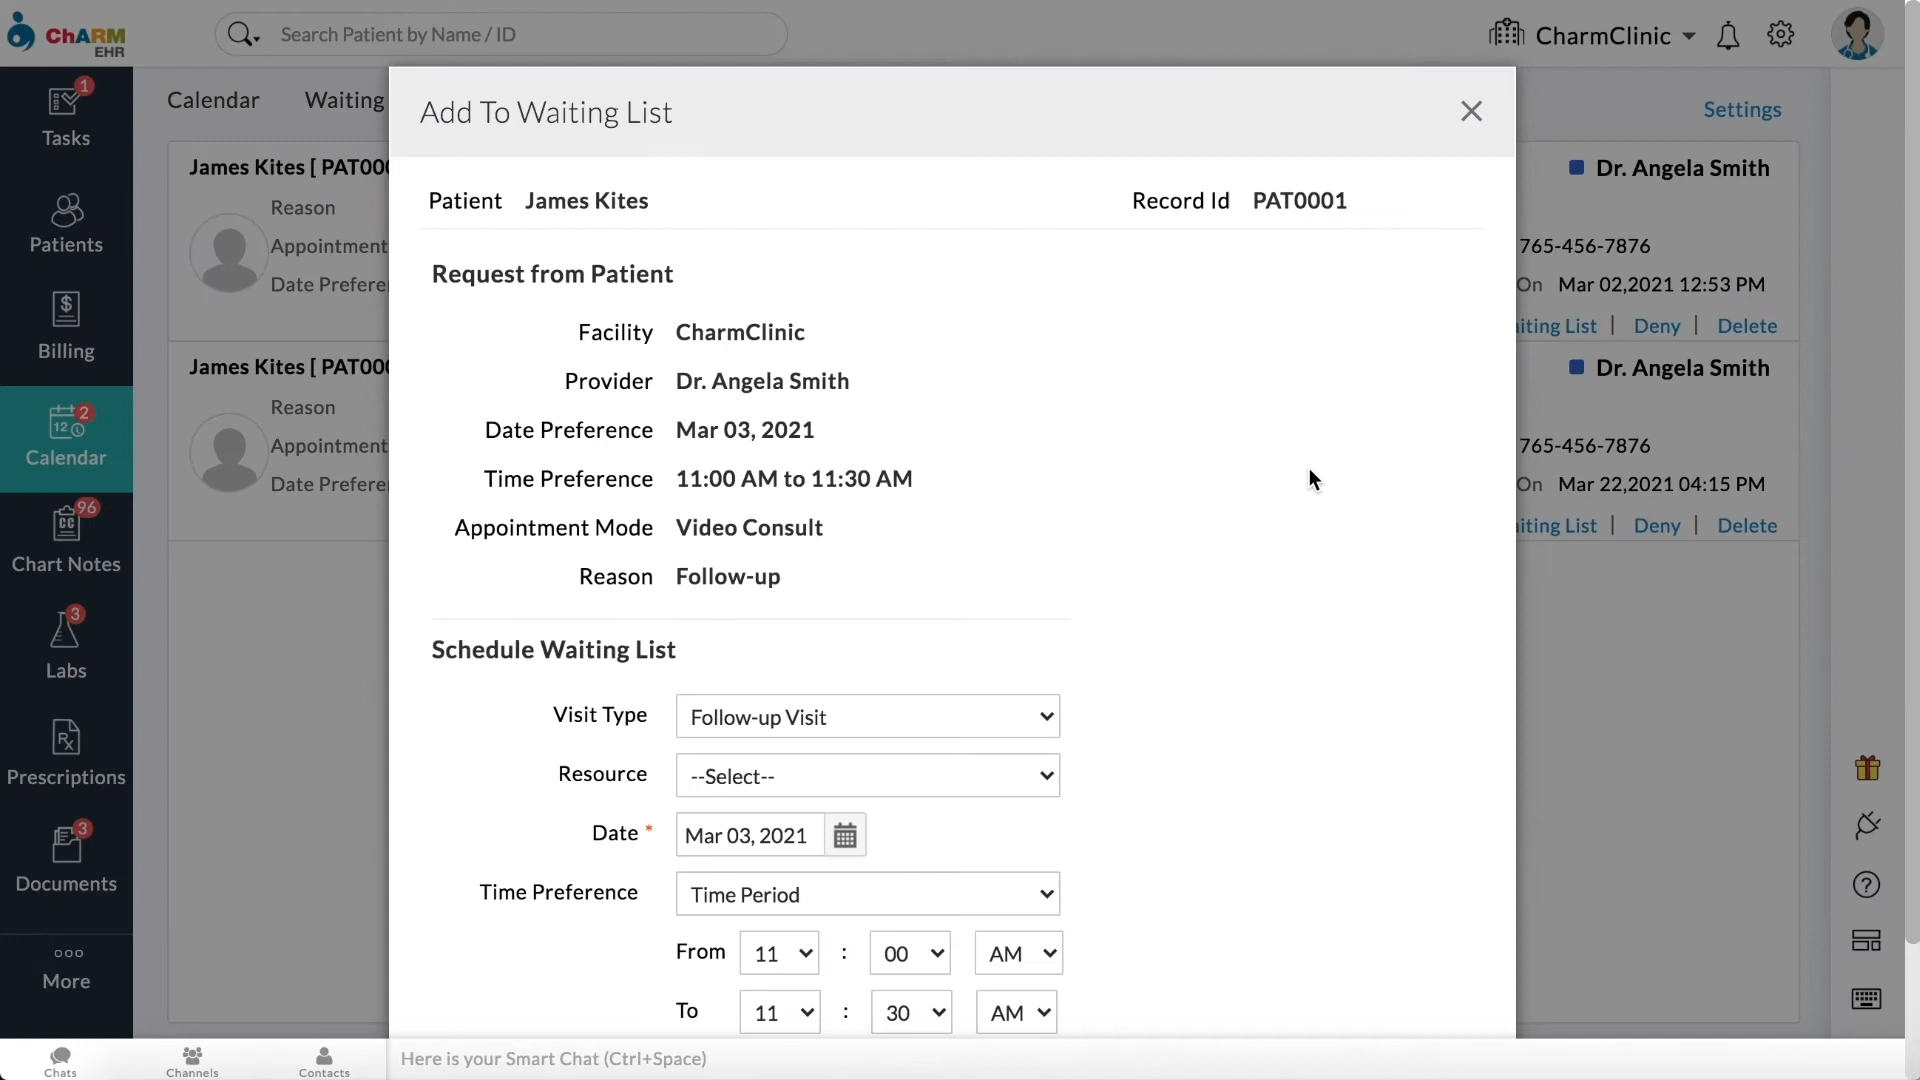 ChARM
EHR
Search Patient by Name / ID
CharmClinic
Tasks
1
Patients
Billing
Calendar
2
12
Chart Notes
96
CC
Labs
3
Prescriptions
Rx
Documents
3
More
Calendar
Waiting
Settings
James Kites [ PAT000
Reason
Appointment
Date Prefere
Dr. Angela Smith
765-456-7876
On Mar 02,2021 12:53 PM
iting List | Deny | Delete
James Kites [ PAT000
Reason
Appointment
Date Prefere
Dr. Angela Smith
765-456-7876
On Mar 22,2021 04:15 PM
iting List | Deny | Delete
Add To Waiting List
Patient James Kites
Record Id PAT0001
Request from Patient
Facility CharmClinic
Provider Dr. Angela Smith
Date Preference Mar 03, 2021
Time Preference 11:00 AM to 11:30 AM
Appointment Mode Video Consult
Reason Follow-up
Schedule Waiting List
Visit Type Follow-up Visit
Resource --Select--
Date * Mar 03, 2021
Time Preference Time Period
From 11 : 00 AM
To 11 : 30 AM
Chats
Channels
Contacts
Here is your Smart Chat (Ctrl+Space)